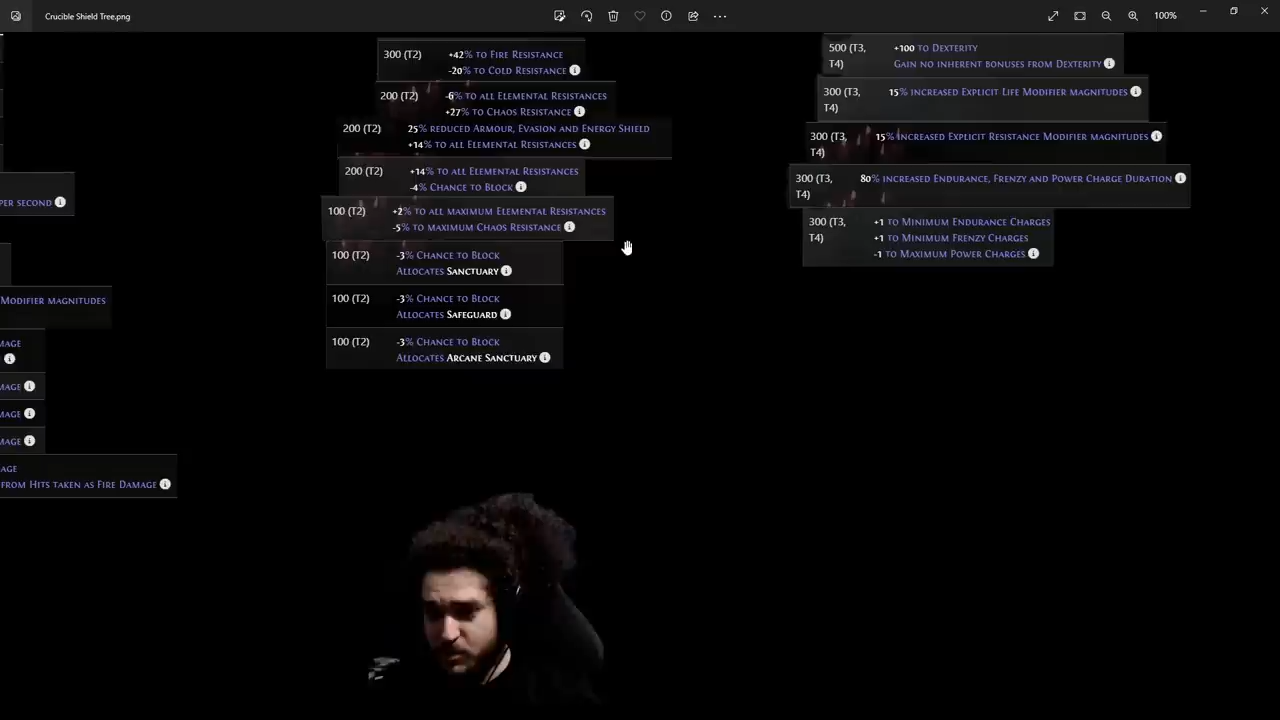 Crucible Shield Tree.png
100%
PER SECOND
MODIFIER MAGNITUDES
MAGE
MAGE
MAGE
MAGE
AGE
FROM HITS TAKEN AS FIRE DAMAGE
300 (T2) +42% TO FIRE RESISTANCE
-20% TO COLD RESISTANCE
200 (T2) -6% TO ALL ELEMENTAL RESISTANCES
+27% TO CHAOS RESISTANCE
200 (T2) 25% REDUCED ARMOUR, EVASION AND ENERGY SHIELD
+14% TO ALL ELEMENTAL RESISTANCES
200 (T2) +14% TO ALL ELEMENTAL RESISTANCES
-4% CHANCE TO BLOCK
100 (T2) +2% TO ALL MAXIMUM ELEMENTAL RESISTANCES
-5% TO MAXIMUM CHAOS RESISTANCE
100 (T2) -3% CHANCE TO BLOCK
ALLOCATES SANCTUARY
100 (T2) -3% CHANCE TO BLOCK
ALLOCATES SAFEGUARD
100 (T2) -3% CHANCE TO BLOCK
ALLOCATES ARCANE SANCTUARY
500 (T3, +100 TO DEXTERITY
T4) GAIN NO INHERENT BONUSES FROM DEXTERITY
300 (T3, 15% INCREASED EXPLICIT LIFE MODIFIER MAGNITUDES
T4)
300 (T3, 15% INCREASED EXPLICIT RESISTANCE MODIFIER MAGNITUDES
T4)
300 (T3, 80% INCREASED ENDURANCE, FRENZY AND POWER CHARGE DURATION
T4)
300 (T3, +1 TO MINIMUM ENDURANCE CHARGES
T4) +1 TO MINIMUM FRENZY CHARGES
-1 TO MAXIMUM POWER CHARGES